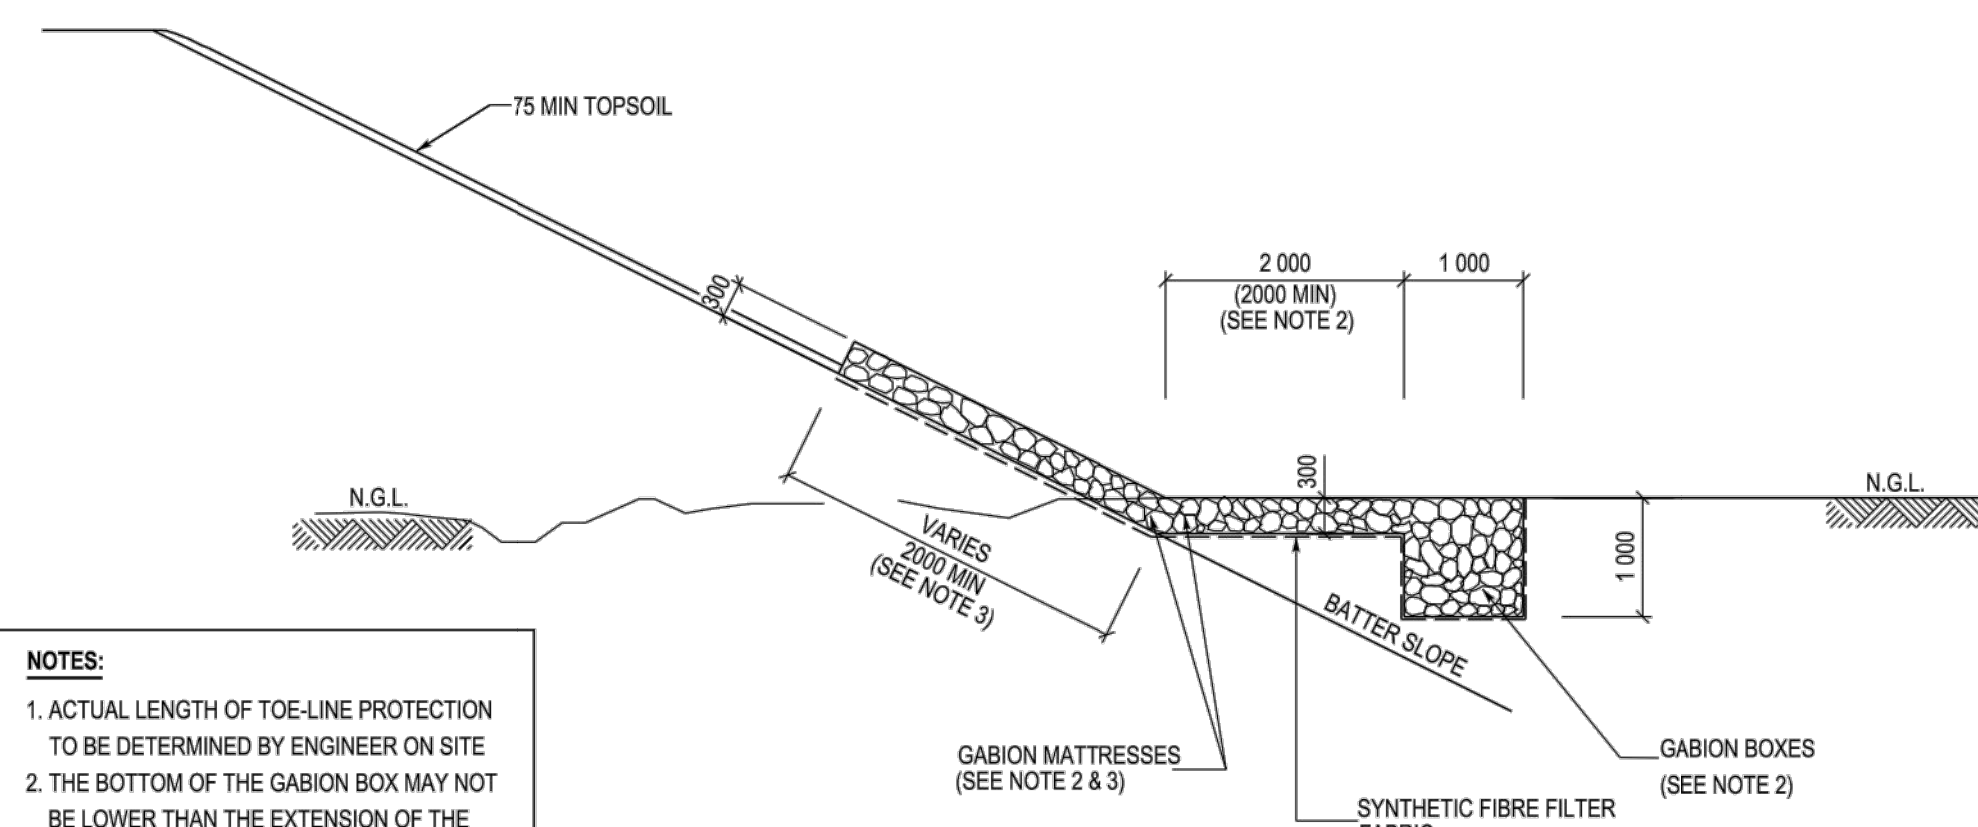 75 MIN TOPSOIL
300
2 000
(2000 MIN)
(SEE NOTE 2)
1 000
N.G.L.
VARIES
2000 MIN
(SEE NOTE 3)
300
N.G.L.
1 000
BATTER SLOPE
GABION MATTRESSES
(SEE NOTE 2 & 3)
GABION BOXES
(SEE NOTE 2)
SYNTHETIC FIBRE FILTER
NOTES:
1. ACTUAL LENGTH OF TOE-LINE PROTECTION
TO BE DETERMINED BY ENGINEER ON SITE
2. THE BOTTOM OF THE GABION BOX MAY NOT
BE LOWER THAN THE EXTENSION OF THE